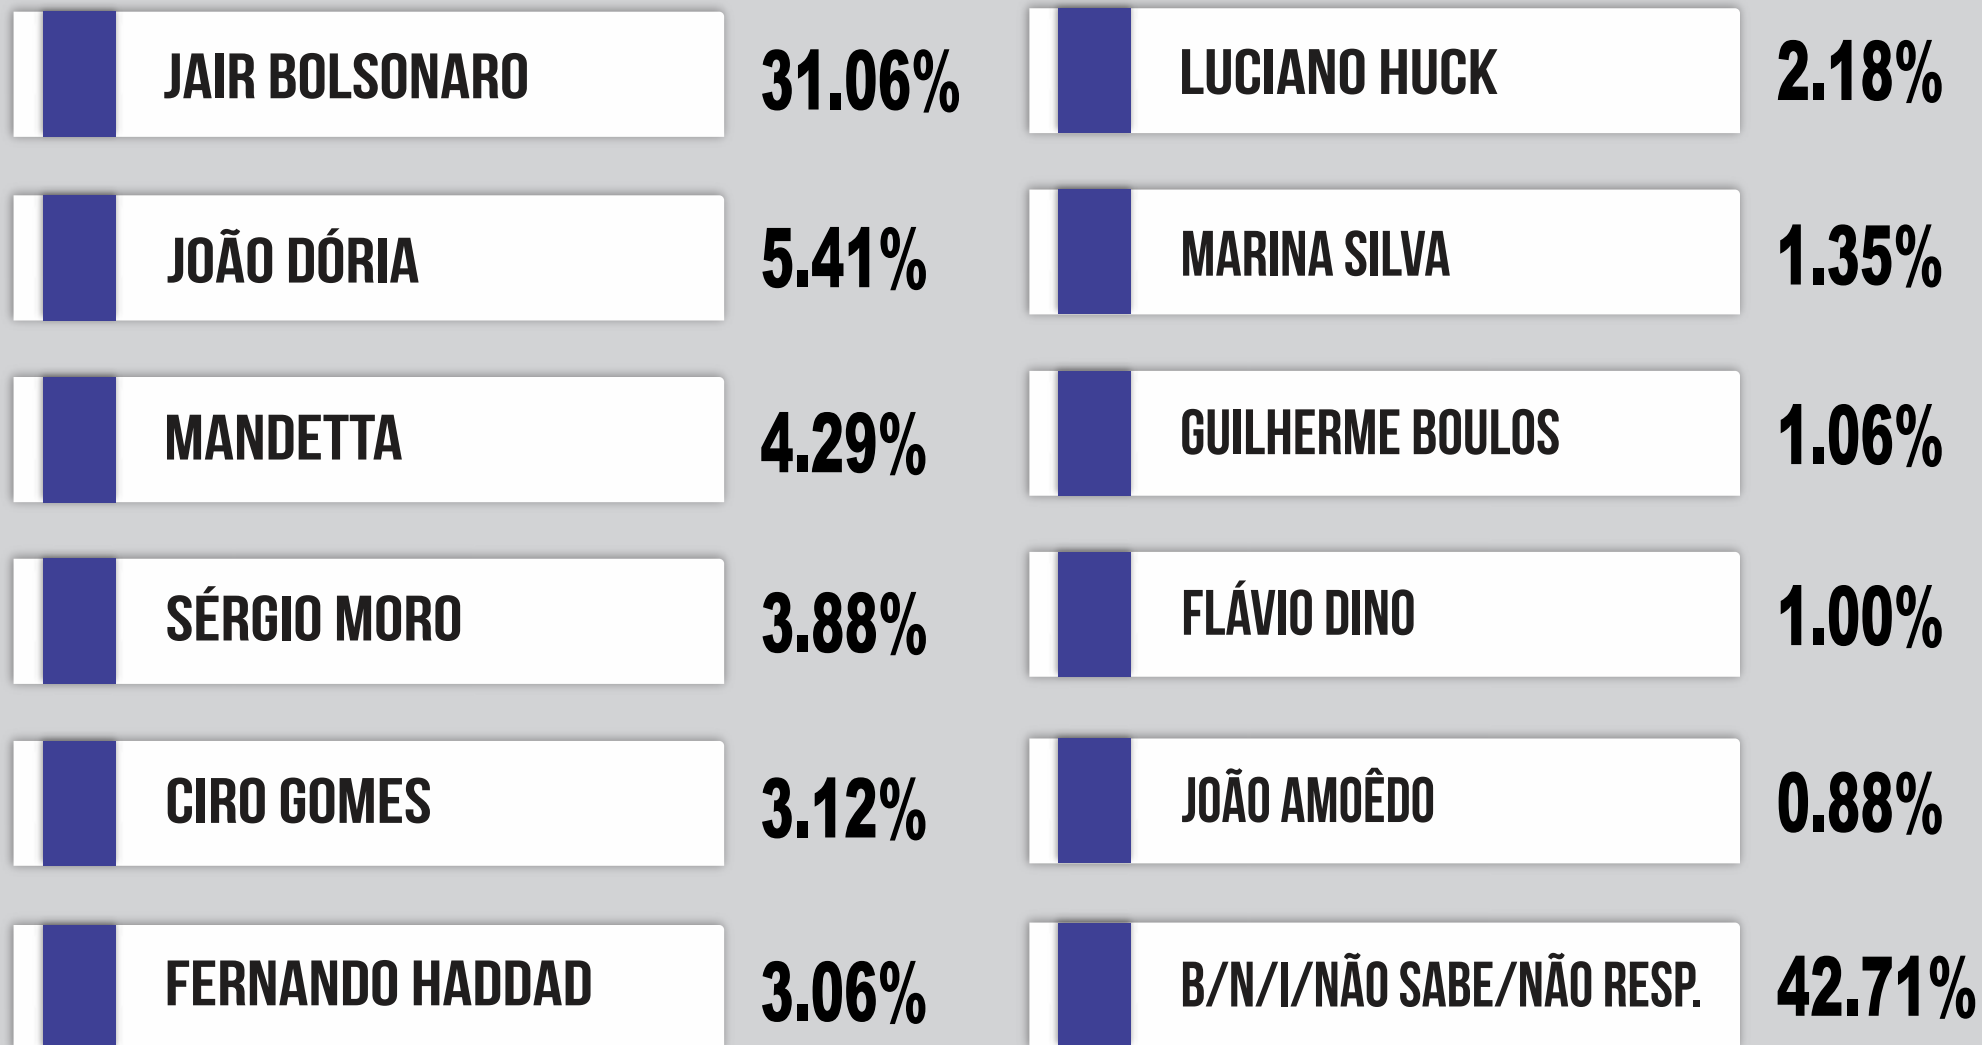 JAIR BOLSONARO 31.06%
JOÃO DÓRIA 5.41%
MANDETTA 4.29%
SÉRGIO MORO 3.88%
CIRO GOMES 3.12%
FERNANDO HADDAD 3.06%
LUCIANO HUCK 2.18%
MARINA SILVA 1.35%
GUILHERME BOULOS 1.06%
FLÁVIO DINO 1.00%
JOÃO AMOÊDO 0.88%
B/N/I/NÃO SABE/NÃO RESP. 42.71%